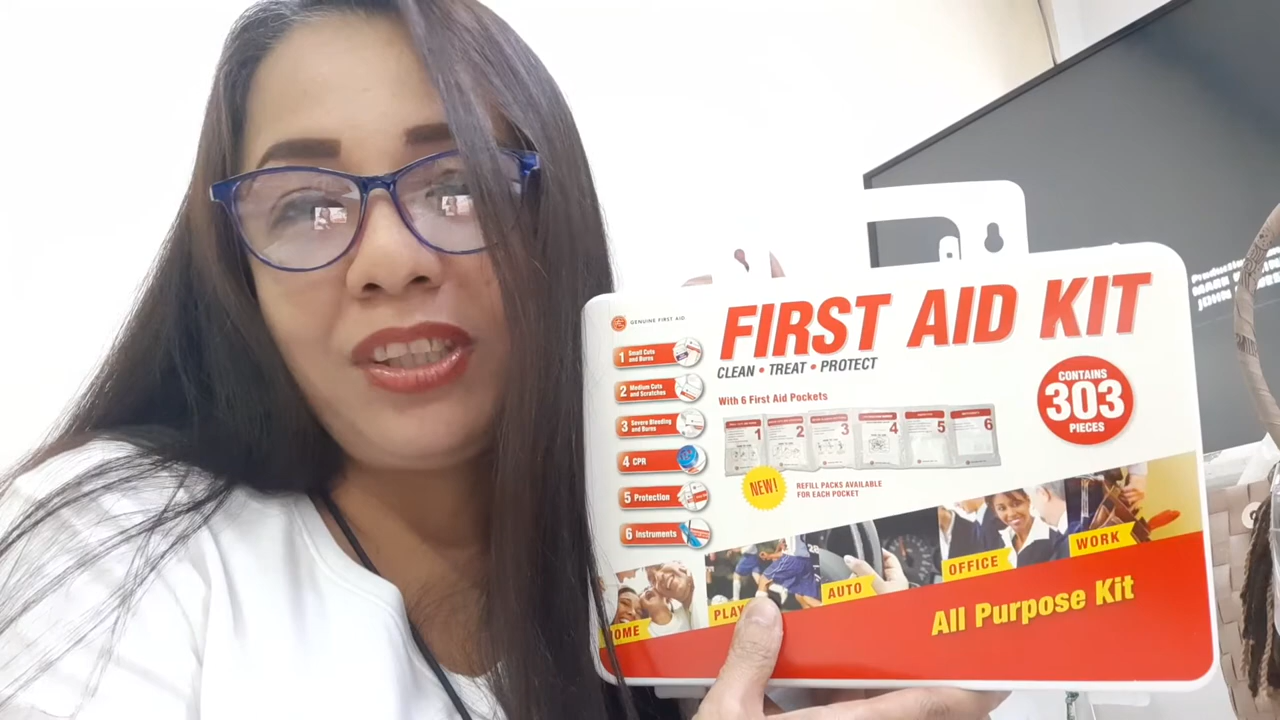 GENUINE FIRST AID
FIRST AID KIT
CLEAN • TREAT • PROTECT
With 6 First Aid Pockets
CONTAINS
303
PIECES
1 Small Cuts
and Burns
2 Medium Cuts
and Scratches
3 Severe Bleeding
and Burns
4 CPR
5 Protection
6 Instruments
1 2 3 4 5 6
NEW!
REFILL PACKS AVAILABLE
FOR EACH POCKET
OME
PLAY
AUTO
OFFICE
WORK
All Purpose Kit
MARK
JOHN